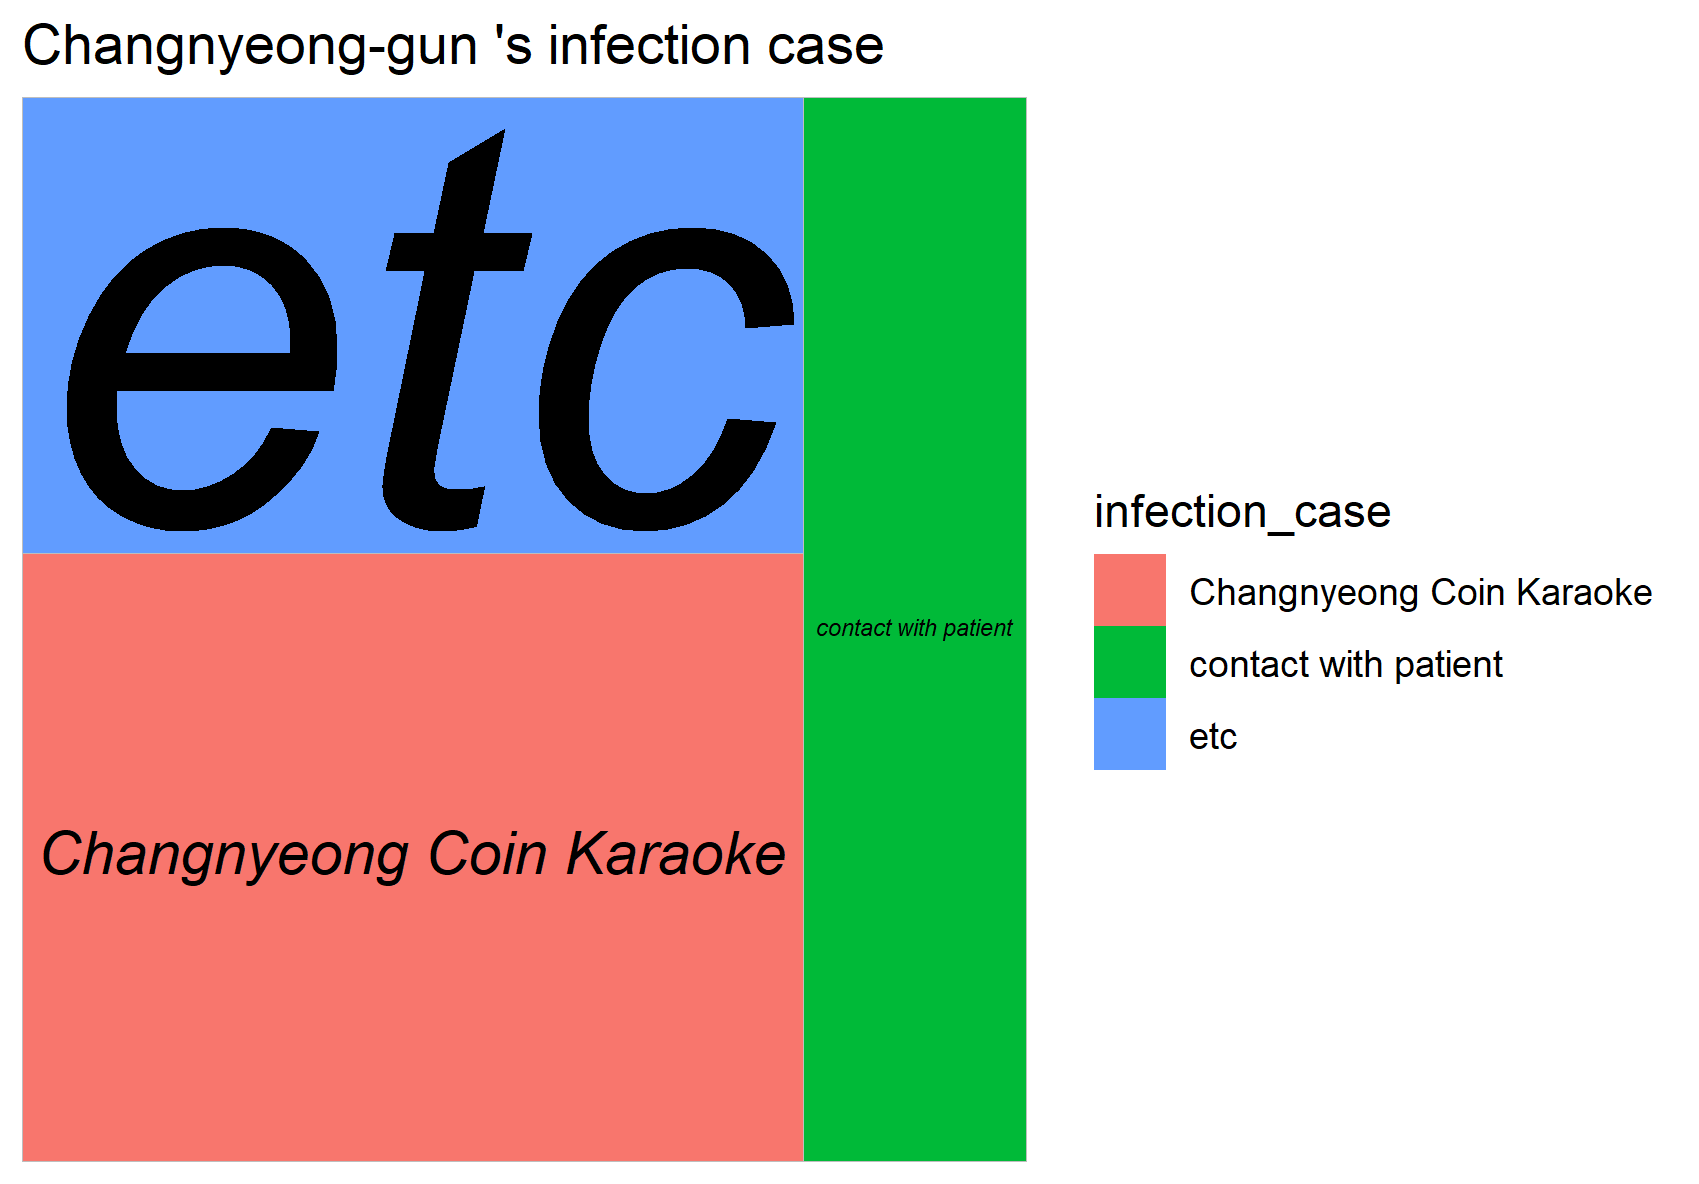 Changnyeong-gun 's infection case
etc
contact with patient
Changnyeong Coin Karaoke
infection_case
Changnyeong Coin Karaoke
contact with patient
etc